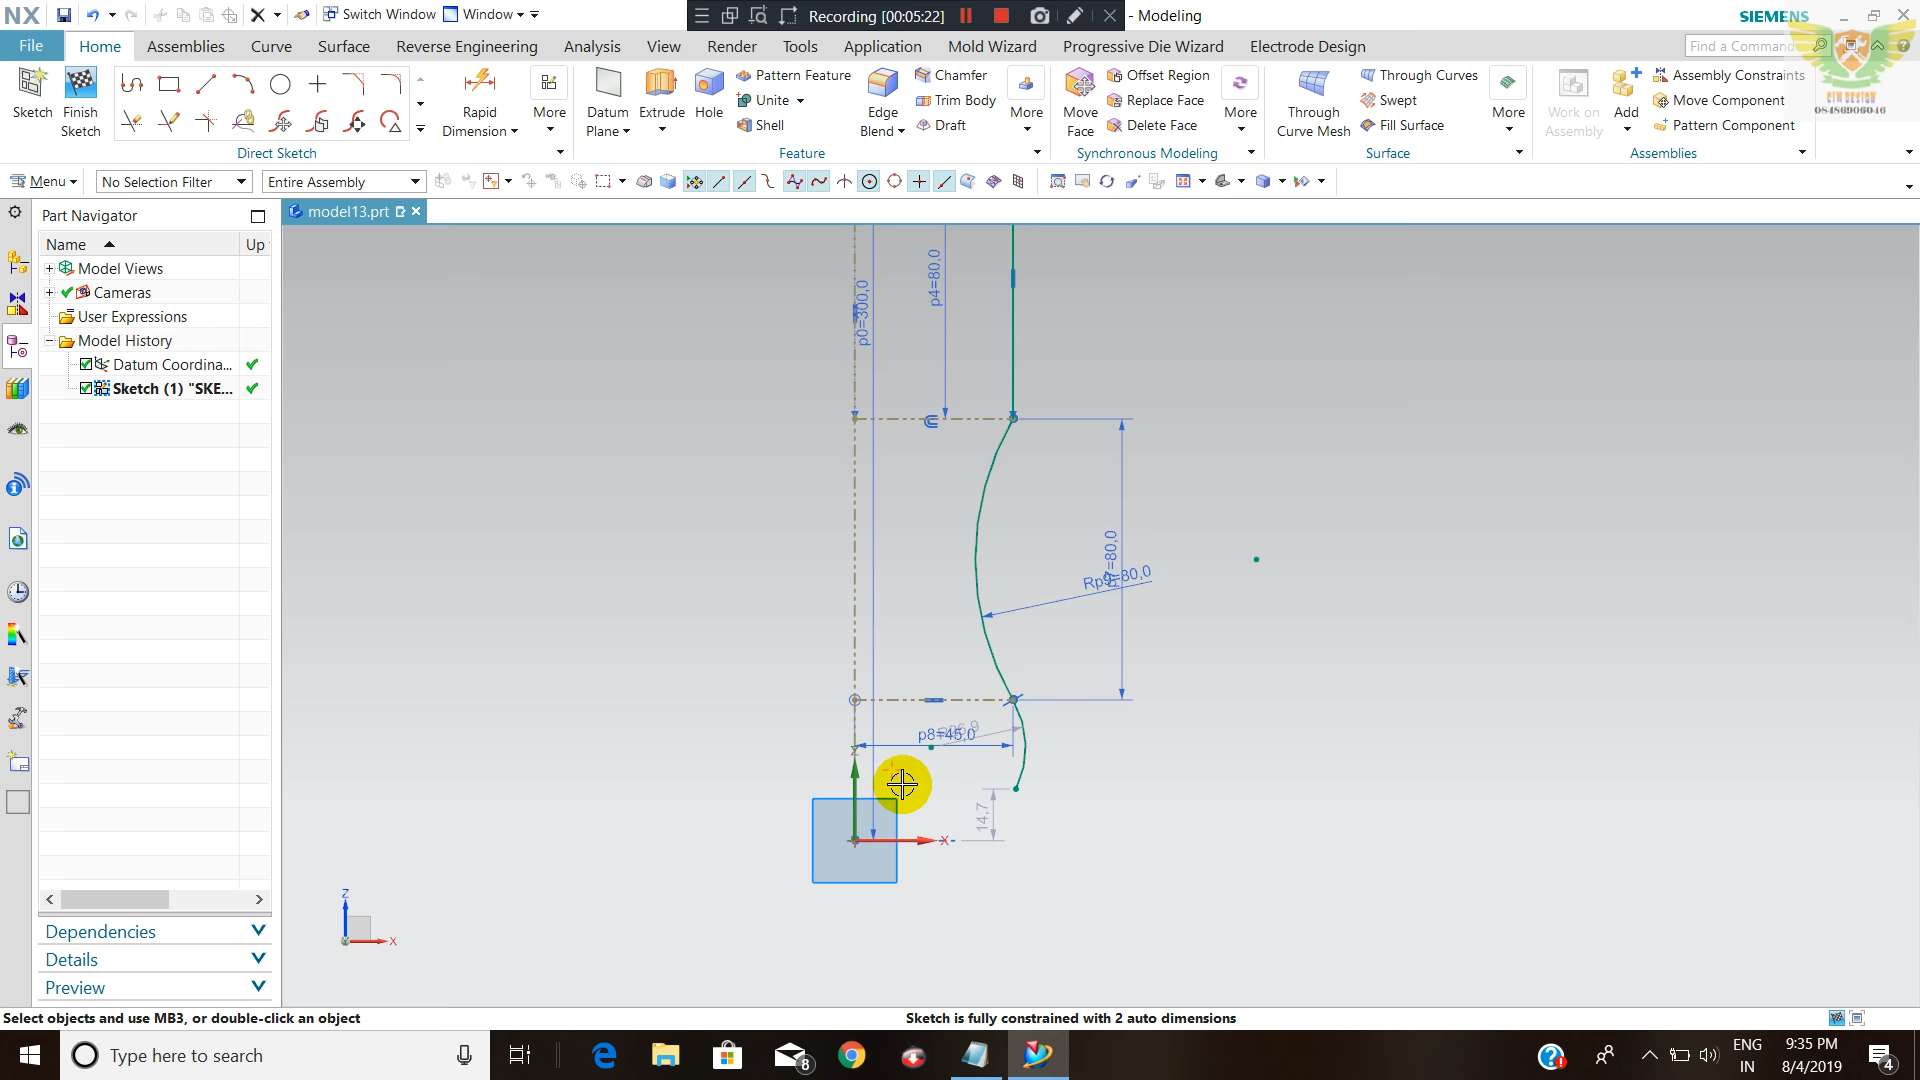 NX
Switch Window
Window
Recording [00:05:22]
- Modeling
SIEMENS
File
Home
Assemblies
Curve
Surface
Reverse Engineering
Analysis
View
Render
Tools
Application
Mold Wizard
Progressive Die Wizard
Electrode Design
Find a Command
CTM DESIGN
08486906046
Sketch
Finish
Sketch
Rapid
Dimension
More
Direct Sketch
Datum
Plane
Extrude
Hole
Pattern Feature
Unite
Shell
Edge
Blend
Chamfer
Trim Body
Draft
More
Feature
Move
Face
Offset Region
Replace Face
Delete Face
More
Synchronous Modeling
Through
Curve Mesh
Through Curves
Swept
Fill Surface
More
Surface
Work on
Assembly
Add
Assembly Constraints
Move Component
Pattern Component
Assemblies
Menu
No Selection Filter
Entire Assembly
Part Navigator
model13.prt
Name
Up
Model Views
Cameras
User Expressions
Model History
Datum Coordina...
Sketch (1) "SKE...
p0=300,0
p4=80,0
p7=80,0
Rp9=80,0
p8=45,0
14,7
X
Z
X
Dependencies
Details
Preview
Select objects and use MB3, or double-click an object
Sketch is fully constrained with 2 auto dimensions
Type here to search
8
ENG
IN
9:35 PM
8/4/2019
4